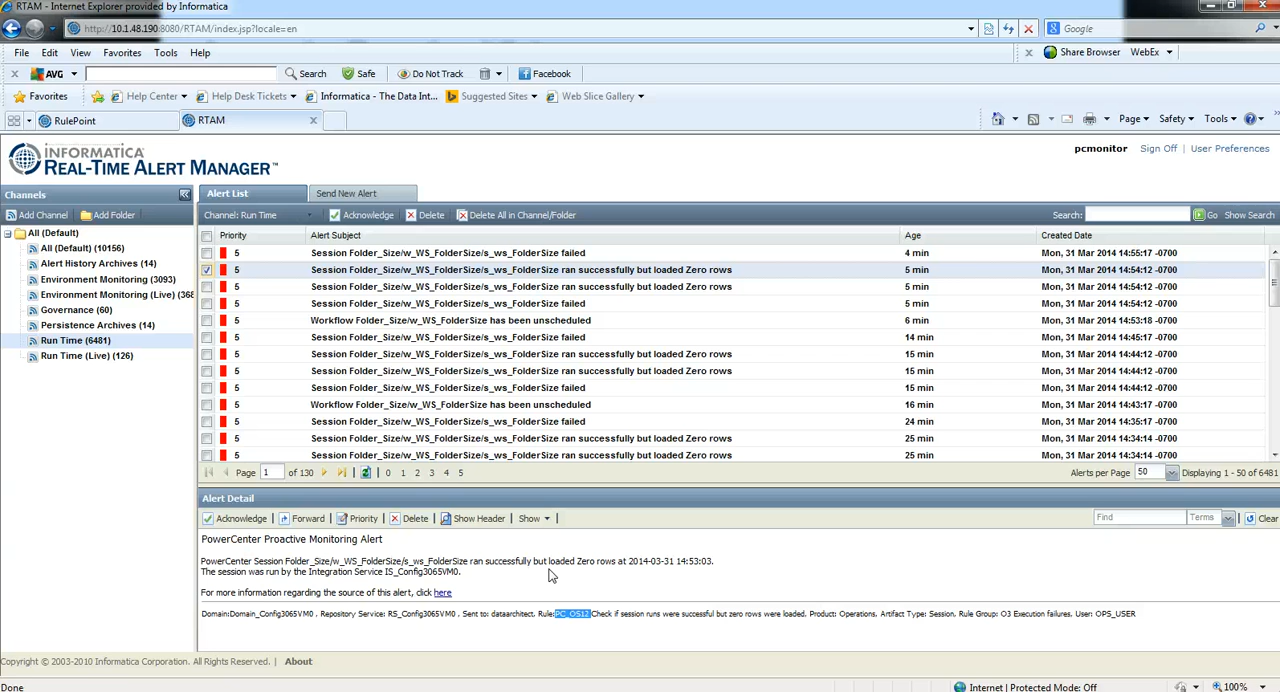 RTAM - Internet Explorer provided by Informatica
http://10.1.48.190:8080/RTAM/index.jsp?locale=en
Google
File Edit View Favorites Tools Help
Share Browser WebEx
AVG Search Safe Do Not Track Facebook
Favorites Help Center Help Desk Tickets Informatica - The Data Int... Suggested Sites Web Slice Gallery
RulePoint RTAM Page Safety Tools
INFORMATICA
REAL-TIME ALERT MANAGER™
pcmonitor Sign Off | User Preferences
Channels Alert List Send New Alert
Add Channel Add Folder Channel: Run Time Acknowledge Delete Delete All in Channel/Folder Search: Go Show Search
All (Default)
All (Default) (10156)
Alert History Archives (14)
Environment Monitoring (3093)
Environment Monitoring (Live) (368
Governance (60)
Persistence Archives (14)
Run Time (6481)
Run Time (Live) (126)
Priority Alert Subject Age Created Date
5 Session Folder_Size/w_WS_FolderSize/s_ws_FolderSize failed 4 min Mon, 31 Mar 2014 14:55:17 -0700
5 Session Folder_Size/w_WS_FolderSize/s_ws_FolderSize ran successfully but loaded Zero rows 5 min Mon, 31 Mar 2014 14:54:12 -0700
5 Session Folder_Size/w_WS_FolderSize/s_ws_FolderSize ran successfully but loaded Zero rows 5 min Mon, 31 Mar 2014 14:54:12 -0700
5 Session Folder_Size/w_WS_FolderSize/s_ws_FolderSize failed 5 min Mon, 31 Mar 2014 14:54:12 -0700
5 Workflow Folder_Size/w_WS_FolderSize has been unscheduled 6 min Mon, 31 Mar 2014 14:53:18 -0700
5 Session Folder_Size/w_WS_FolderSize/s_ws_FolderSize failed 14 min Mon, 31 Mar 2014 14:45:17 -0700
5 Session Folder_Size/w_WS_FolderSize/s_ws_FolderSize ran successfully but loaded Zero rows 15 min Mon, 31 Mar 2014 14:44:12 -0700
5 Session Folder_Size/w_WS_FolderSize/s_ws_FolderSize ran successfully but loaded Zero rows 15 min Mon, 31 Mar 2014 14:44:12 -0700
5 Session Folder_Size/w_WS_FolderSize/s_ws_FolderSize failed 15 min Mon, 31 Mar 2014 14:44:12 -0700
5 Workflow Folder_Size/w_WS_FolderSize has been unscheduled 16 min Mon, 31 Mar 2014 14:43:17 -0700
5 Session Folder_Size/w_WS_FolderSize/s_ws_FolderSize failed 24 min Mon, 31 Mar 2014 14:35:17 -0700
5 Session Folder_Size/w_WS_FolderSize/s_ws_FolderSize ran successfully but loaded Zero rows 25 min Mon, 31 Mar 2014 14:34:14 -0700
5 Session Folder_Size/w_WS_FolderSize/s_ws_FolderSize ran successfully but loaded Zero rows 25 min Mon, 31 Mar 2014 14:34:14 -0700
Page 1 of 130 0 1 2 3 4 5 Alerts per Page 50 Displaying 1 - 50 of 6481
Alert Detail
Acknowledge Forward Priority Delete Show Header Show Find Terms Clear
PowerCenter Proactive Monitoring Alert
PowerCenter Session Folder_Size/w_WS_FolderSize/s_ws_FolderSize ran successfully but loaded Zero rows at 2014-03-31 14:53:03.
The session was run by the Integration Service IS_Config3065VM0.
For more information regarding the source of this alert, click here
Domain:Domain_Config3065VM0 , Repository Service: RS_Config3065VM0 , Sent to: dataarchitect, Rule:PC_OS12 Check if session runs were successful but zero rows were loaded. Product: Operations. Artifact Type: Session. Rule Group: O3 Execution failures. User: OPS_USER
Copyright © 2003-2010 Informatica Corporation. All Rights Reserved. | About
Done Internet | Protected Mode: Off 100%